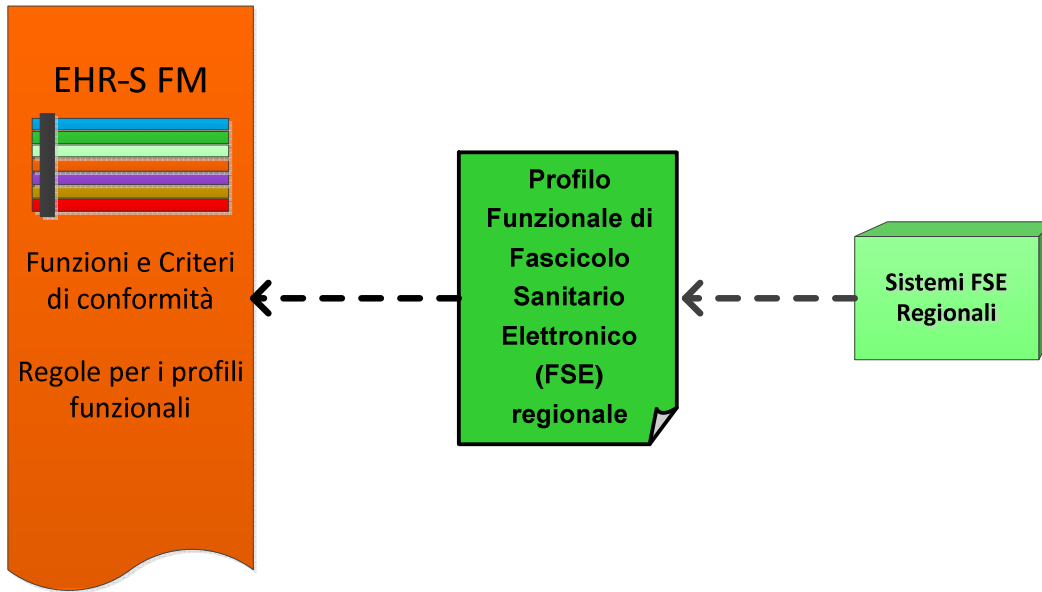 EHR-S FM
Funzioni e Criteri
di conformità
Regole per i profili
funzionali
Profilo
Funzionale di
Fascicolo
Sanitario
Elettronico
(FSE)
regionale
Sistemi FSE
Regionali